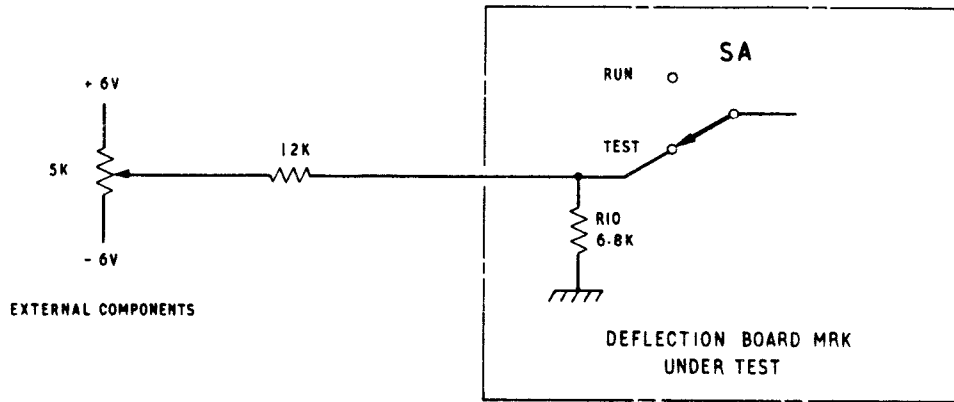 SA
RUN
+ 6V
TEST
12K
5K
R10
6.8K
- 6V
EXTERNAL COMPONENTS
DEFLECTION BOARD MRK
UNDER TEST